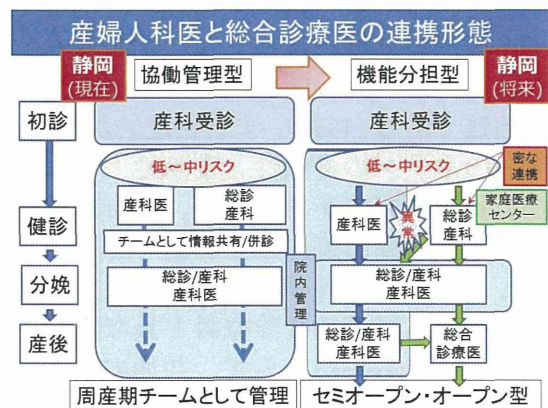 産婦人科医と総合診療医の連携形態
静岡
(現在)
協働管理型
機能分担型
静岡
(将来)
初診
健診
分娩
産後
産科受診
低～中リスク
産科医
総診
産科
チームとして情報共有/併診
総診/産科
産科医
周産期チームとして管理
院内
管理
産科受診
低～中リスク
密な
連携
家庭医療
センター
産科医
異常
総診
産科
総診/産科
産科医
総診/産科
産科医
総合
診療医
セミオープン・オープン型